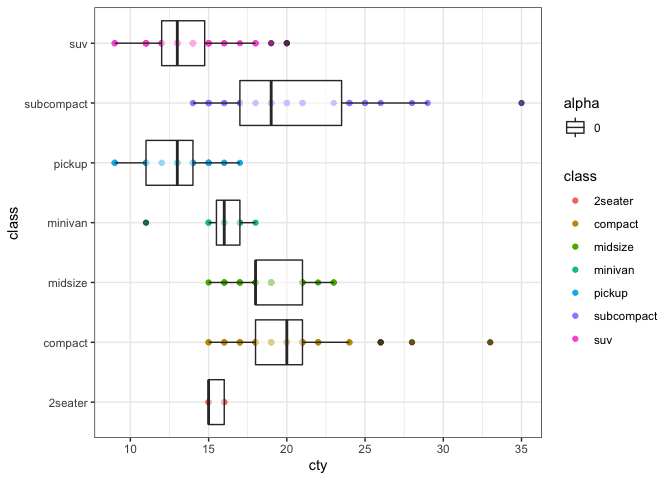 suv
subcompact
pickup
minivan
midsize
compact
2seater
class
10 15 20 25 30 35
cty
alpha
0
class
2seater
compact
midsize
minivan
pickup
subcompact
suv